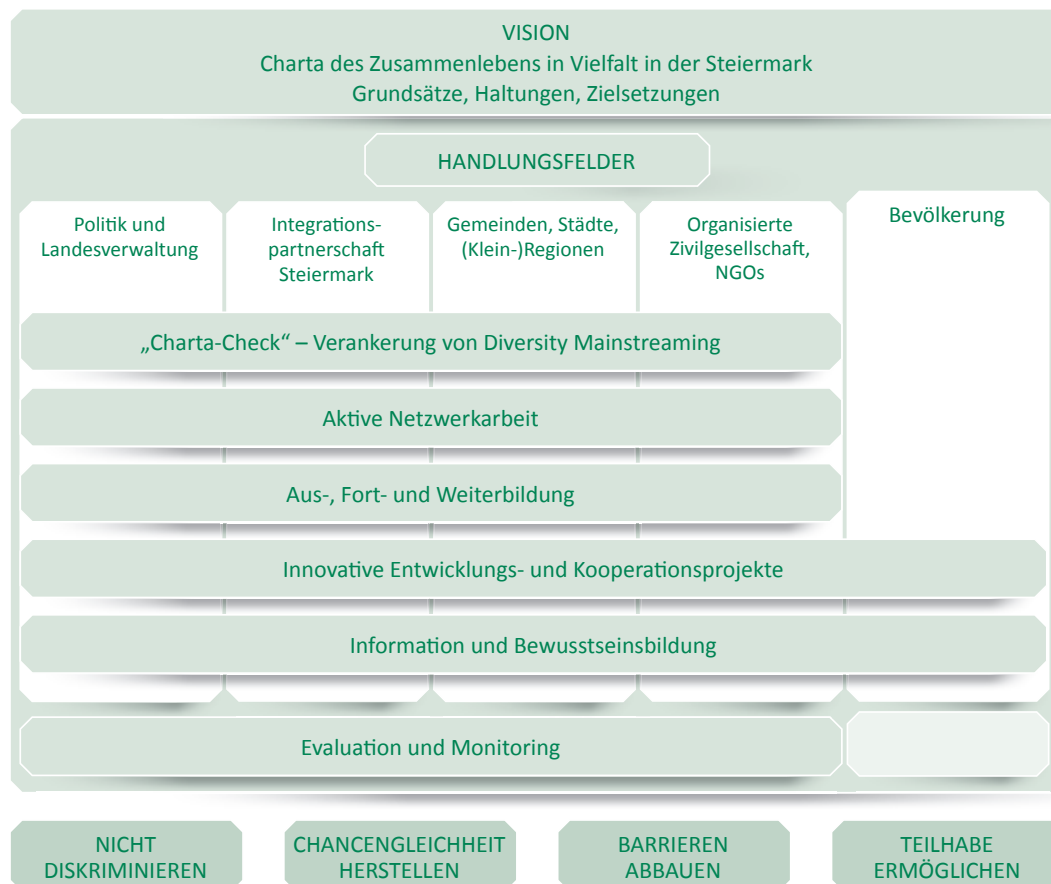 VISION
Charta des Zusammenlebens in Vielfalt in der Steiermark
Grundsätze, Haltungen, Zielsetzungen
HANDLUNGSFELDER
Politik und
Landesverwaltung
Integrations-
partnerschaft
Steiermark
Gemeinden, Städte,
(Klein-)Regionen
Organisierte
Zivilgesellschaft,
NGOs
Bevölkerung
„Charta-Check“ – Verankerung von Diversity Mainstreaming
Aktive Netzwerkarbeit
Aus-, Fort- und Weiterbildung
Innovative Entwicklungs- und Kooperationsprojekte
Information und Bewusstseinsbildung
Evaluation und Monitoring
NICHT
DISKRIMINIEREN
CHANCENGLEICHHEIT
HERSTELLEN
BARRIEREN
ABBAUEN
TEILHABE
ERMÖGLICHEN